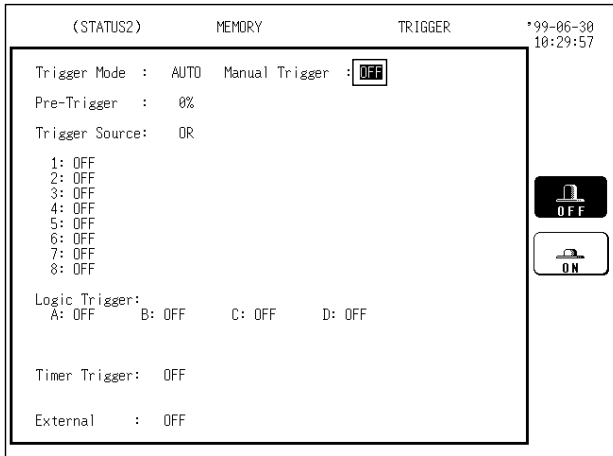 (STATUS2) MEMORY TRIGGER '99-06-30
10:29:57
Trigger Mode : AUTO Manual Trigger : OFF
Pre-Trigger : 0%
Trigger Source: OR
1: OFF
2: OFF
3: OFF
4: OFF
5: OFF
6: OFF
7: OFF
8: OFF
OFF
ON
Logic Trigger:
A: OFF B: OFF C: OFF D: OFF
Timer Trigger: OFF
External : OFF